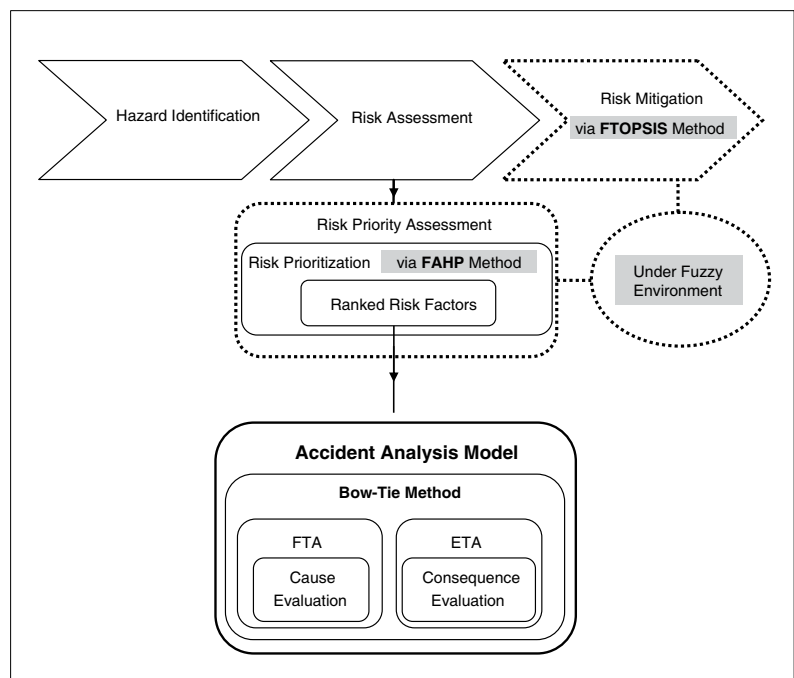 Hazard Identification
Risk Assessment
Risk Mitigation
via FTOPSIS Method
Risk Priority Assessment
Risk Prioritization via FAHP Method
Ranked Risk Factors
Under Fuzzy
Environment
Accident Analysis Model
Bow-Tie Method
FTA
Cause
Evaluation
ETA
Consequence
Evaluation